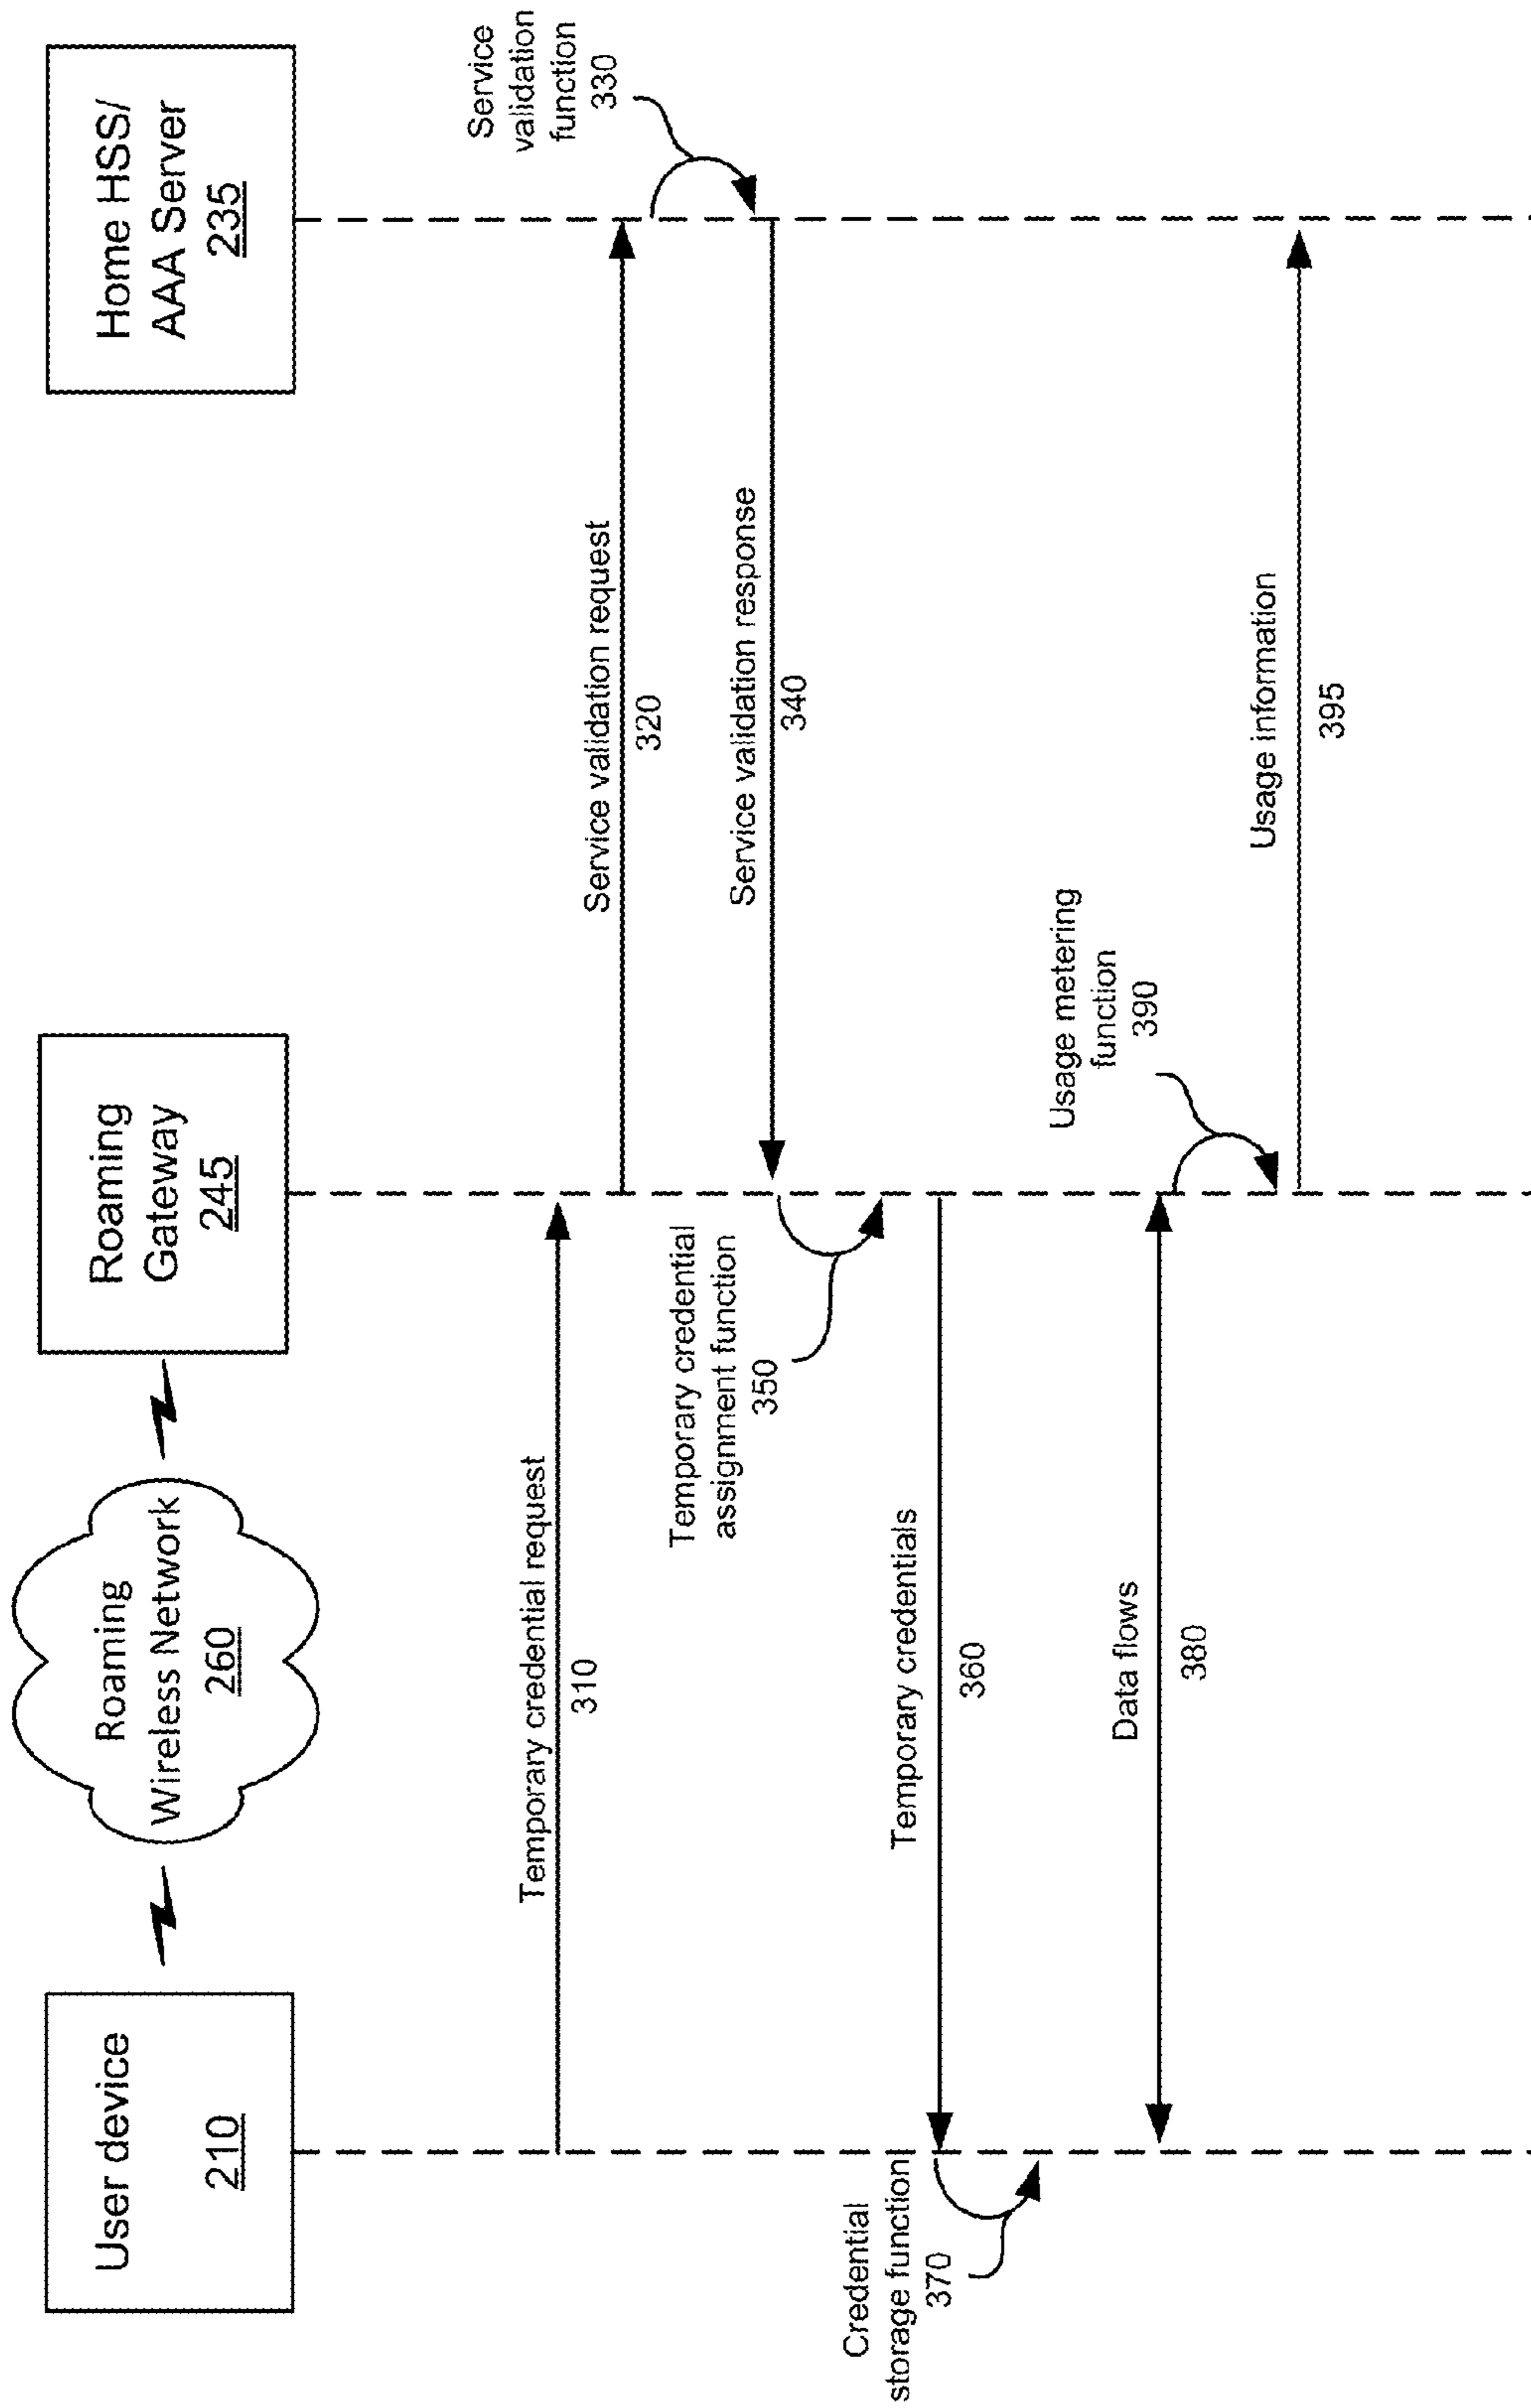 User device
210
Roaming
Wireless Network
260
Roaming
Gateway
245
Home HSS/
AAA Server
235
Temporary credential request
310
Service validation request
320
Service
validation
function
330
Service validation response
340
Temporary credential
assignment function
350
Temporary credentials
360
Credential
storage function
370
Data flows
380
Usage metering
function
390
Usage information
395